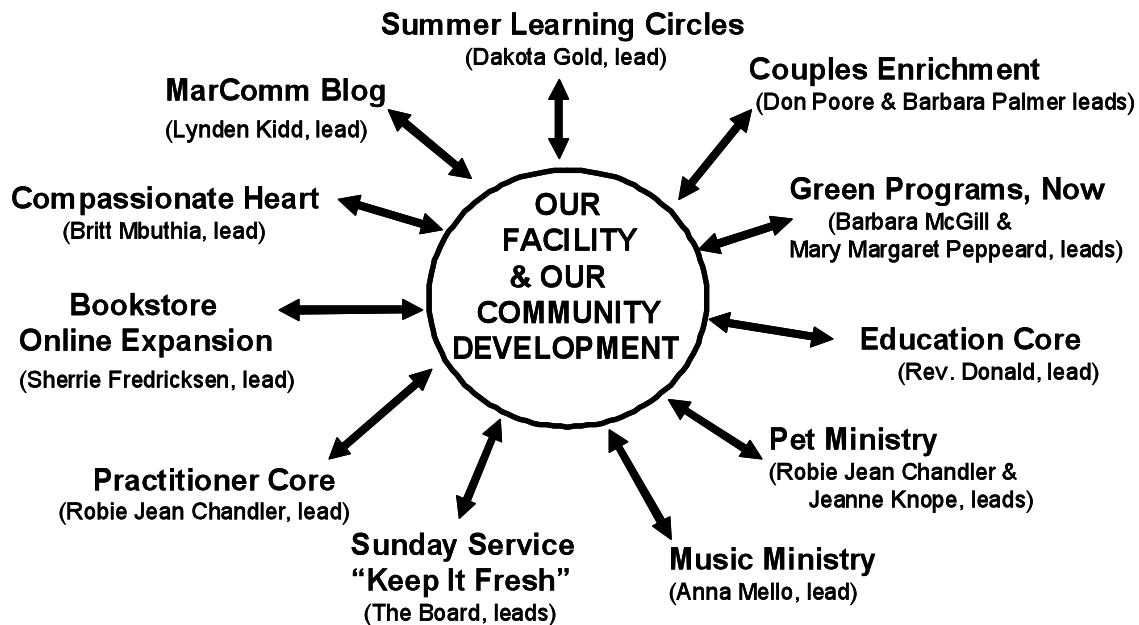 Summer Learning Circles
(Dakota Gold, lead)
Couples Enrichment
(Don Poore & Barbara Palmer leads)
MarComm Blog
(Lynden Kidd, lead)
Green Programs, Now
(Barbara McGill &
Mary Margaret Peppeard, leads)
Compassionate Heart
(Britt Mbuthia, lead)
OUR
FACILITY
& OUR
COMMUNITY
DEVELOPMENT
Bookstore
Online Expansion
(Sherrie Fredricksen, lead)
Education Core
(Rev. Donald, lead)
Pet Ministry
(Robie Jean Chandler &
Jeanne Knope, leads)
Practitioner Core
(Robie Jean Chandler, lead)
Sunday Service
“Keep It Fresh”
(The Board, leads)
Music Ministry
(Anna Mello, lead)